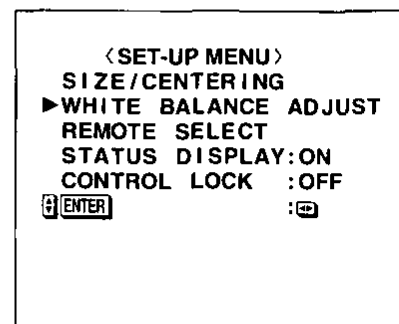 〈SET-UP MENU〉
SIZE/CENTERING
▶WHITE BALANCE ADJUST
REMOTE SELECT
STATUS DISPLAY:ON
CONTROL LOCK :OFF
ENTER :